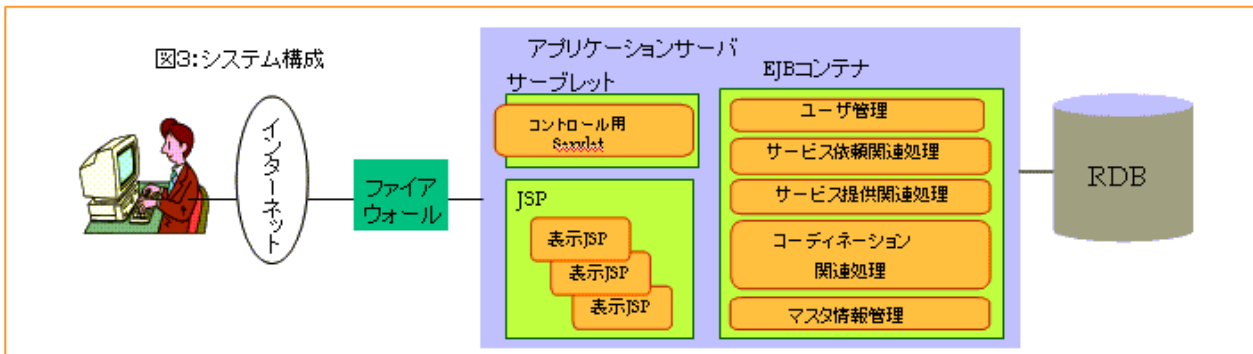 図3:システム構成
インターネット
ファイア
ウォール
アプリケーションサーバ
サーブレット
コントロール用
Servlet
JSP
表示JSP
表示JSP
表示JSP
EJBコンテナ
ユーザ管理
サービス依頼関連処理
サービス提供関連処理
コーディネーション
関連処理
マスタ情報管理
RDB